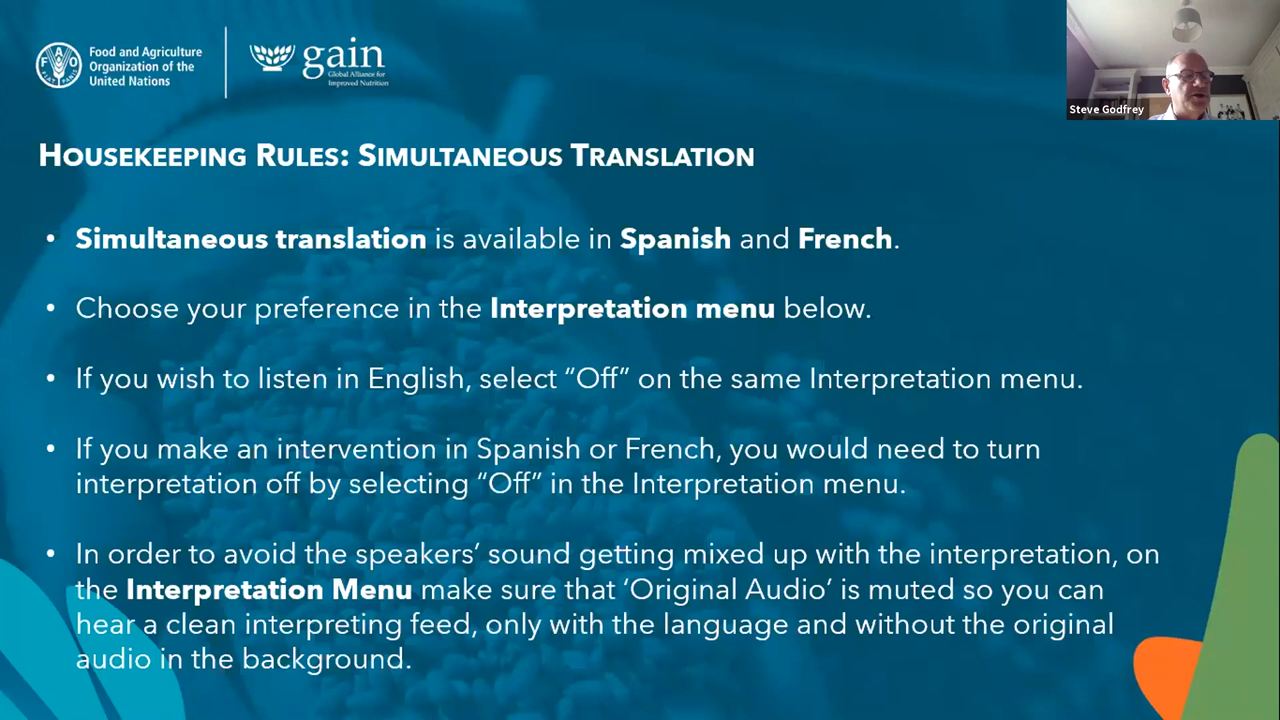 Food and Agriculture
Organization of the
United Nations
FAO
FIAT PANIS
gain
Global Alliance for
Improved Nutrition
Steve Godfrey
HOUSEKEEPING RULES: SIMULTANEOUS TRANSLATION
• Simultaneous translation is available in Spanish and French.
• Choose your preference in the Interpretation menu below.
• If you wish to listen in English, select “Off” on the same Interpretation menu.
• If you make an intervention in Spanish or French, you would need to turn
interpretation off by selecting “Off” in the Interpretation menu.
• In order to avoid the speakers’ sound getting mixed up with the interpretation, on
the Interpretation Menu make sure that ‘Original Audio’ is muted so you can
hear a clean interpreting feed, only with the language and without the original
audio in the background.